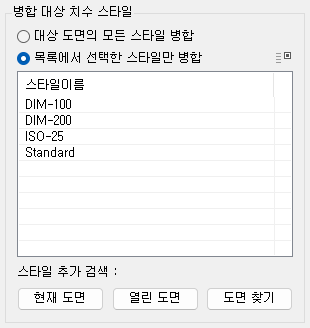 병합 대상 치수 스타일
대상 도면의 모든 스타일 병합
목록에서 선택한 스타일만 병합
스타일이름
DIM-100
DIM-200
ISO-25
Standard
스타일 추가 검색 :
현재 도면 열린 도면 도면 찾기